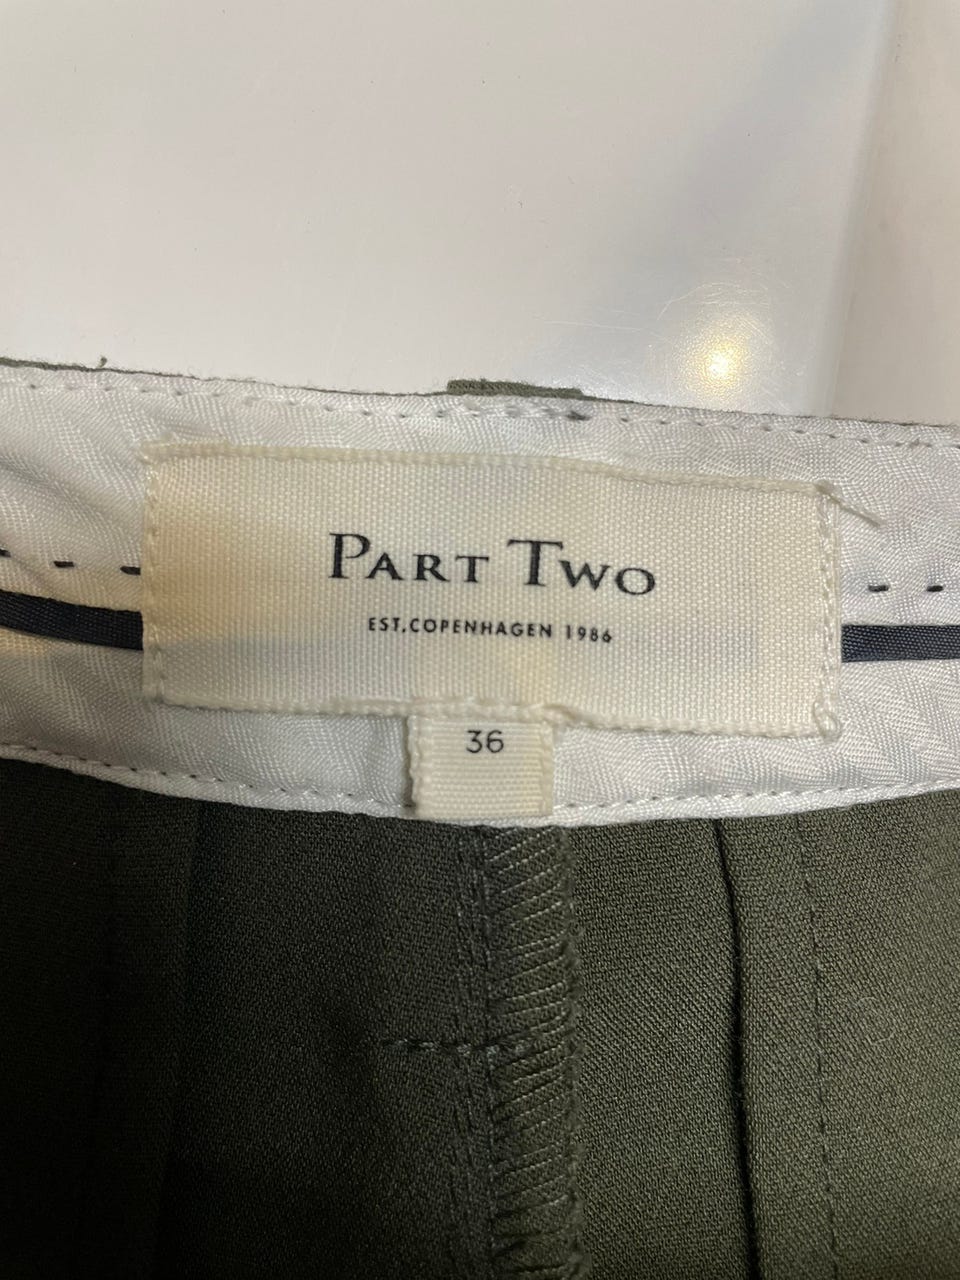 PART TWO
EST.COPENHAGEN 1986
36